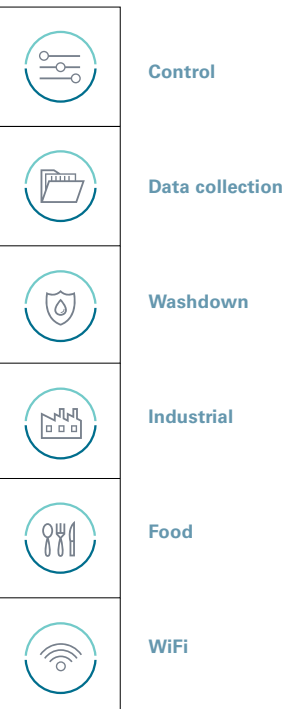 Control
Data collection
Washdown
Industrial
Food
WiFi